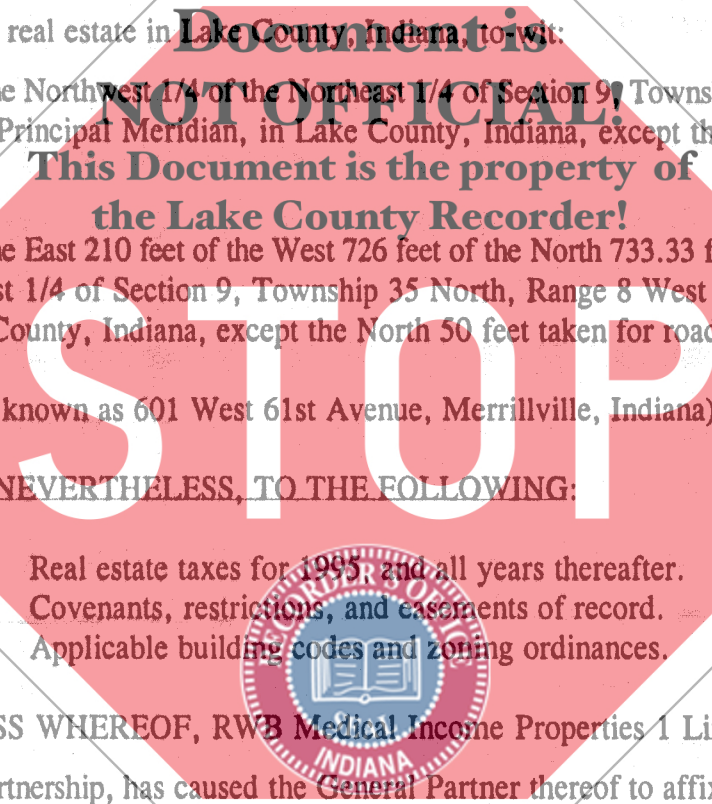 real estate in Lake County, Indiana, to-wit:
Document is
e Northwest 1/4 of the Northeast 1/4 of Section 9, Towns
NOT OFFICIAL!
Principal Meridian, in Lake County, Indiana, except th
This Document is the property of
the Lake County Recorder!
e East 210 feet of the West 726 feet of the North 733.33 f
st 1/4 of Section 9, Township 35 North, Range 8 West
County, Indiana, except the North 50 feet taken for road
STOP
known as 601 West 61st Avenue, Merrillville, Indiana)
NEVERTHELESS, TO THE FOLLOWING:
Real estate taxes for 1995, and all years thereafter.
Covenants, restrictions, and easements of record.
Applicable building codes and zoning ordinances.
RECORDER'S OFFICE
SEAL
INDIANA
SS WHEREOF, RWB Medical Income Properties 1 Li
rtnership, has caused the General Partner thereof to affix